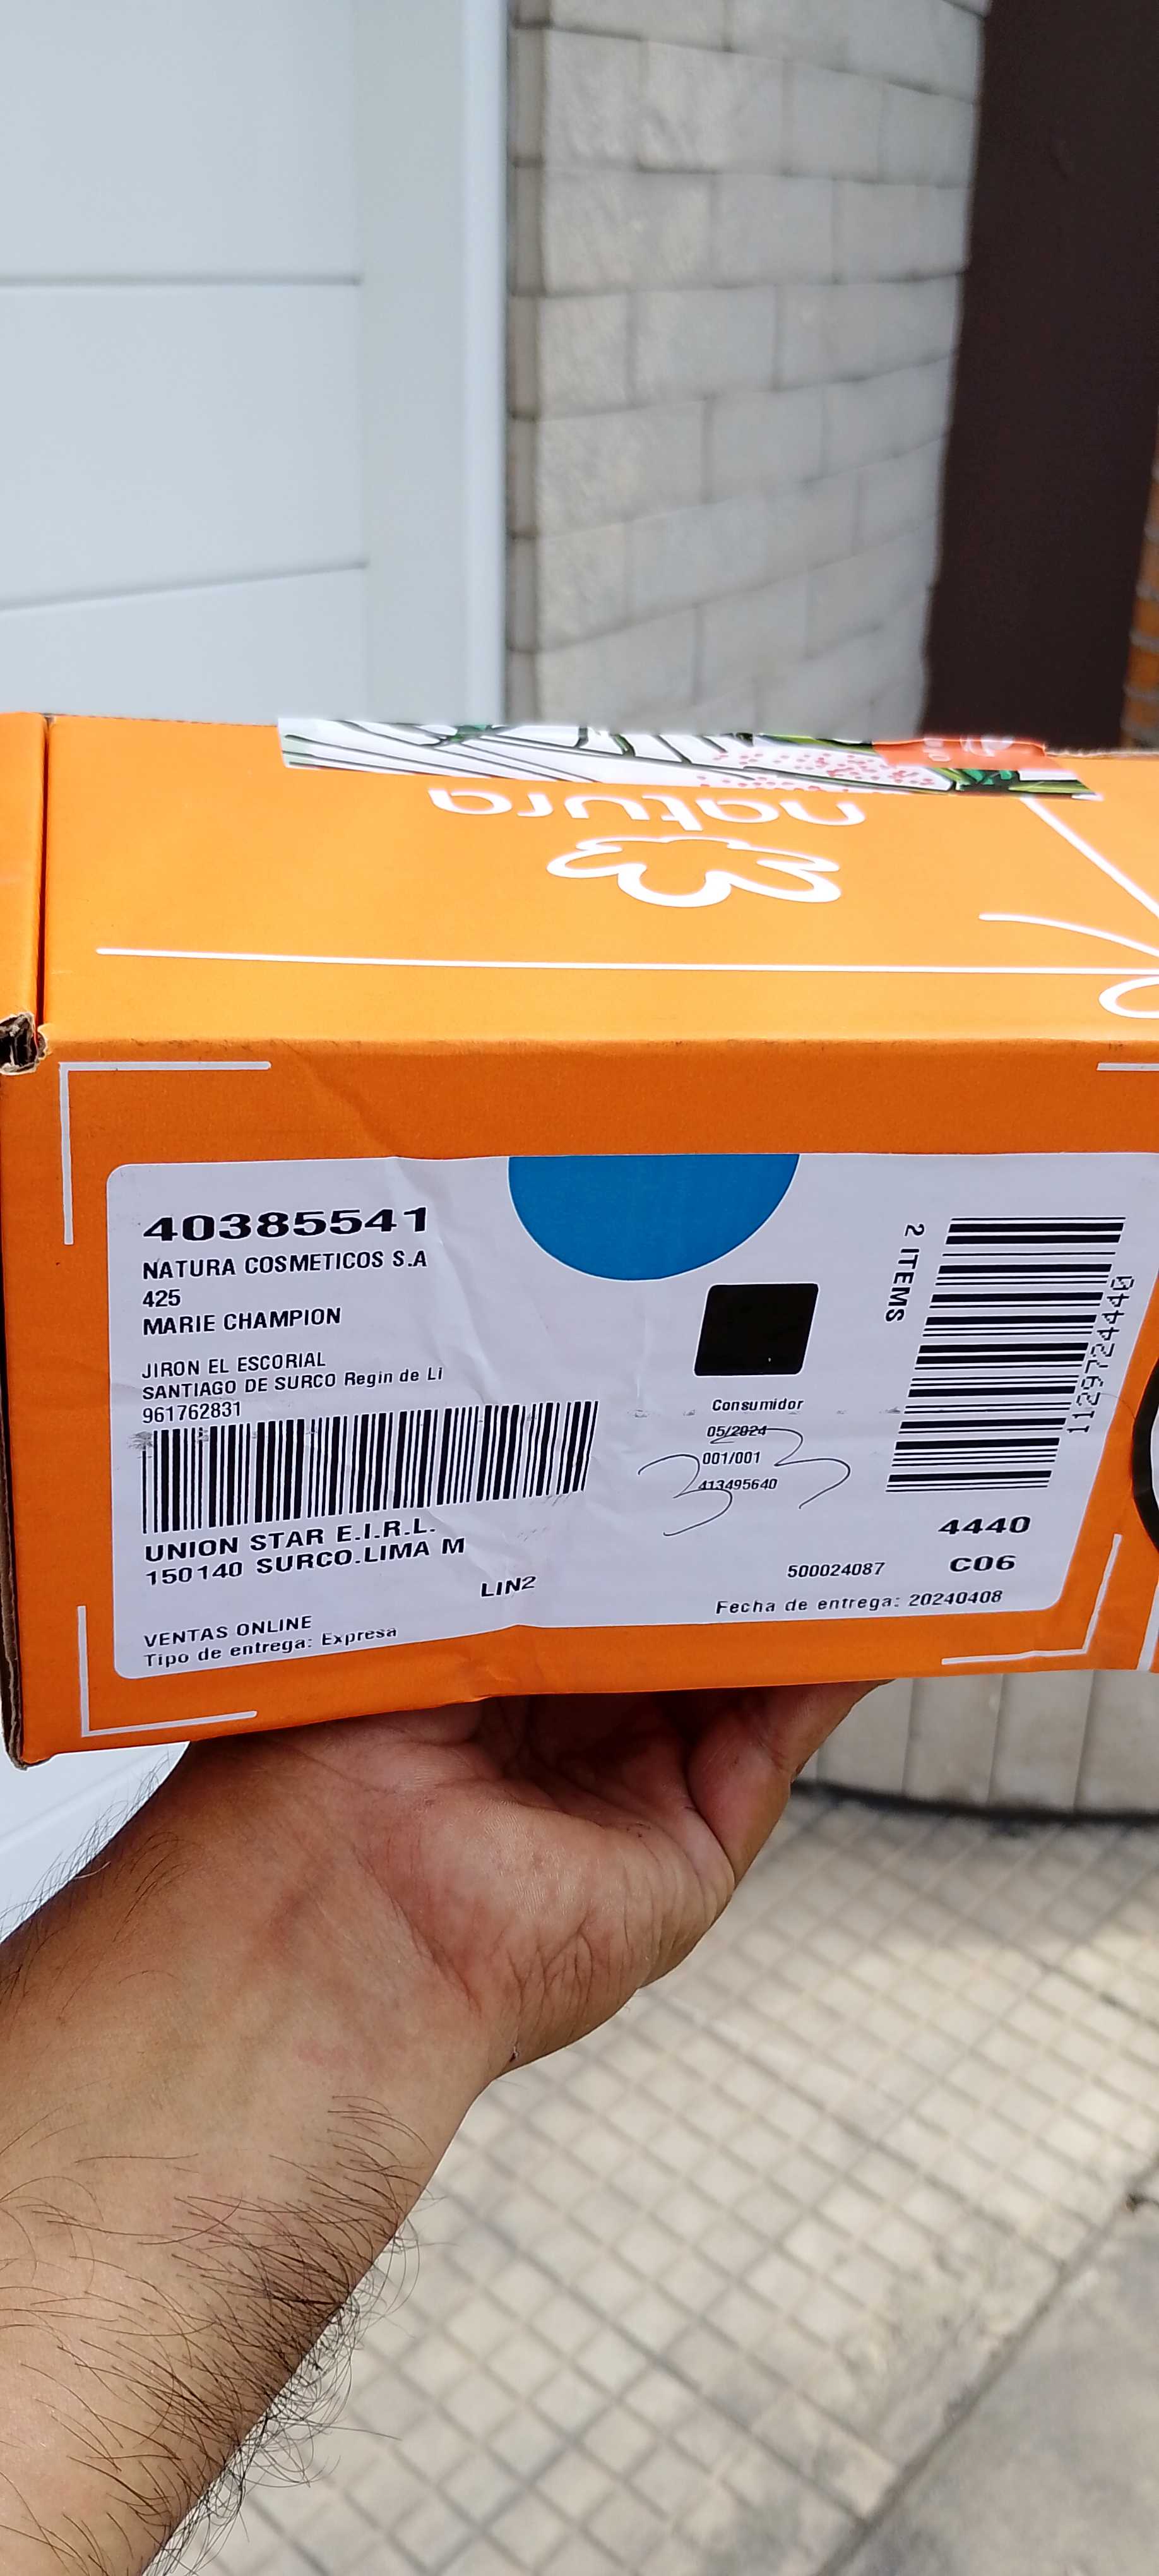 natura
40385541
NATURA COSMETICOS S.A
425
MARIE CHAMPION
JIRON EL ESCORIAL
SANTIAGO DE SURCO Regin de Li
961762831
UNION STAR E.I.R.L.
150140 SURCO.LIMA M
LIN2
VENTAS ONLINE
Tipo de entrega: Expresa
Consumidor
05/2024
001/001
413495640
33
2 ITEMS
4440
C06
500024087
Fecha de entrega: 20240408